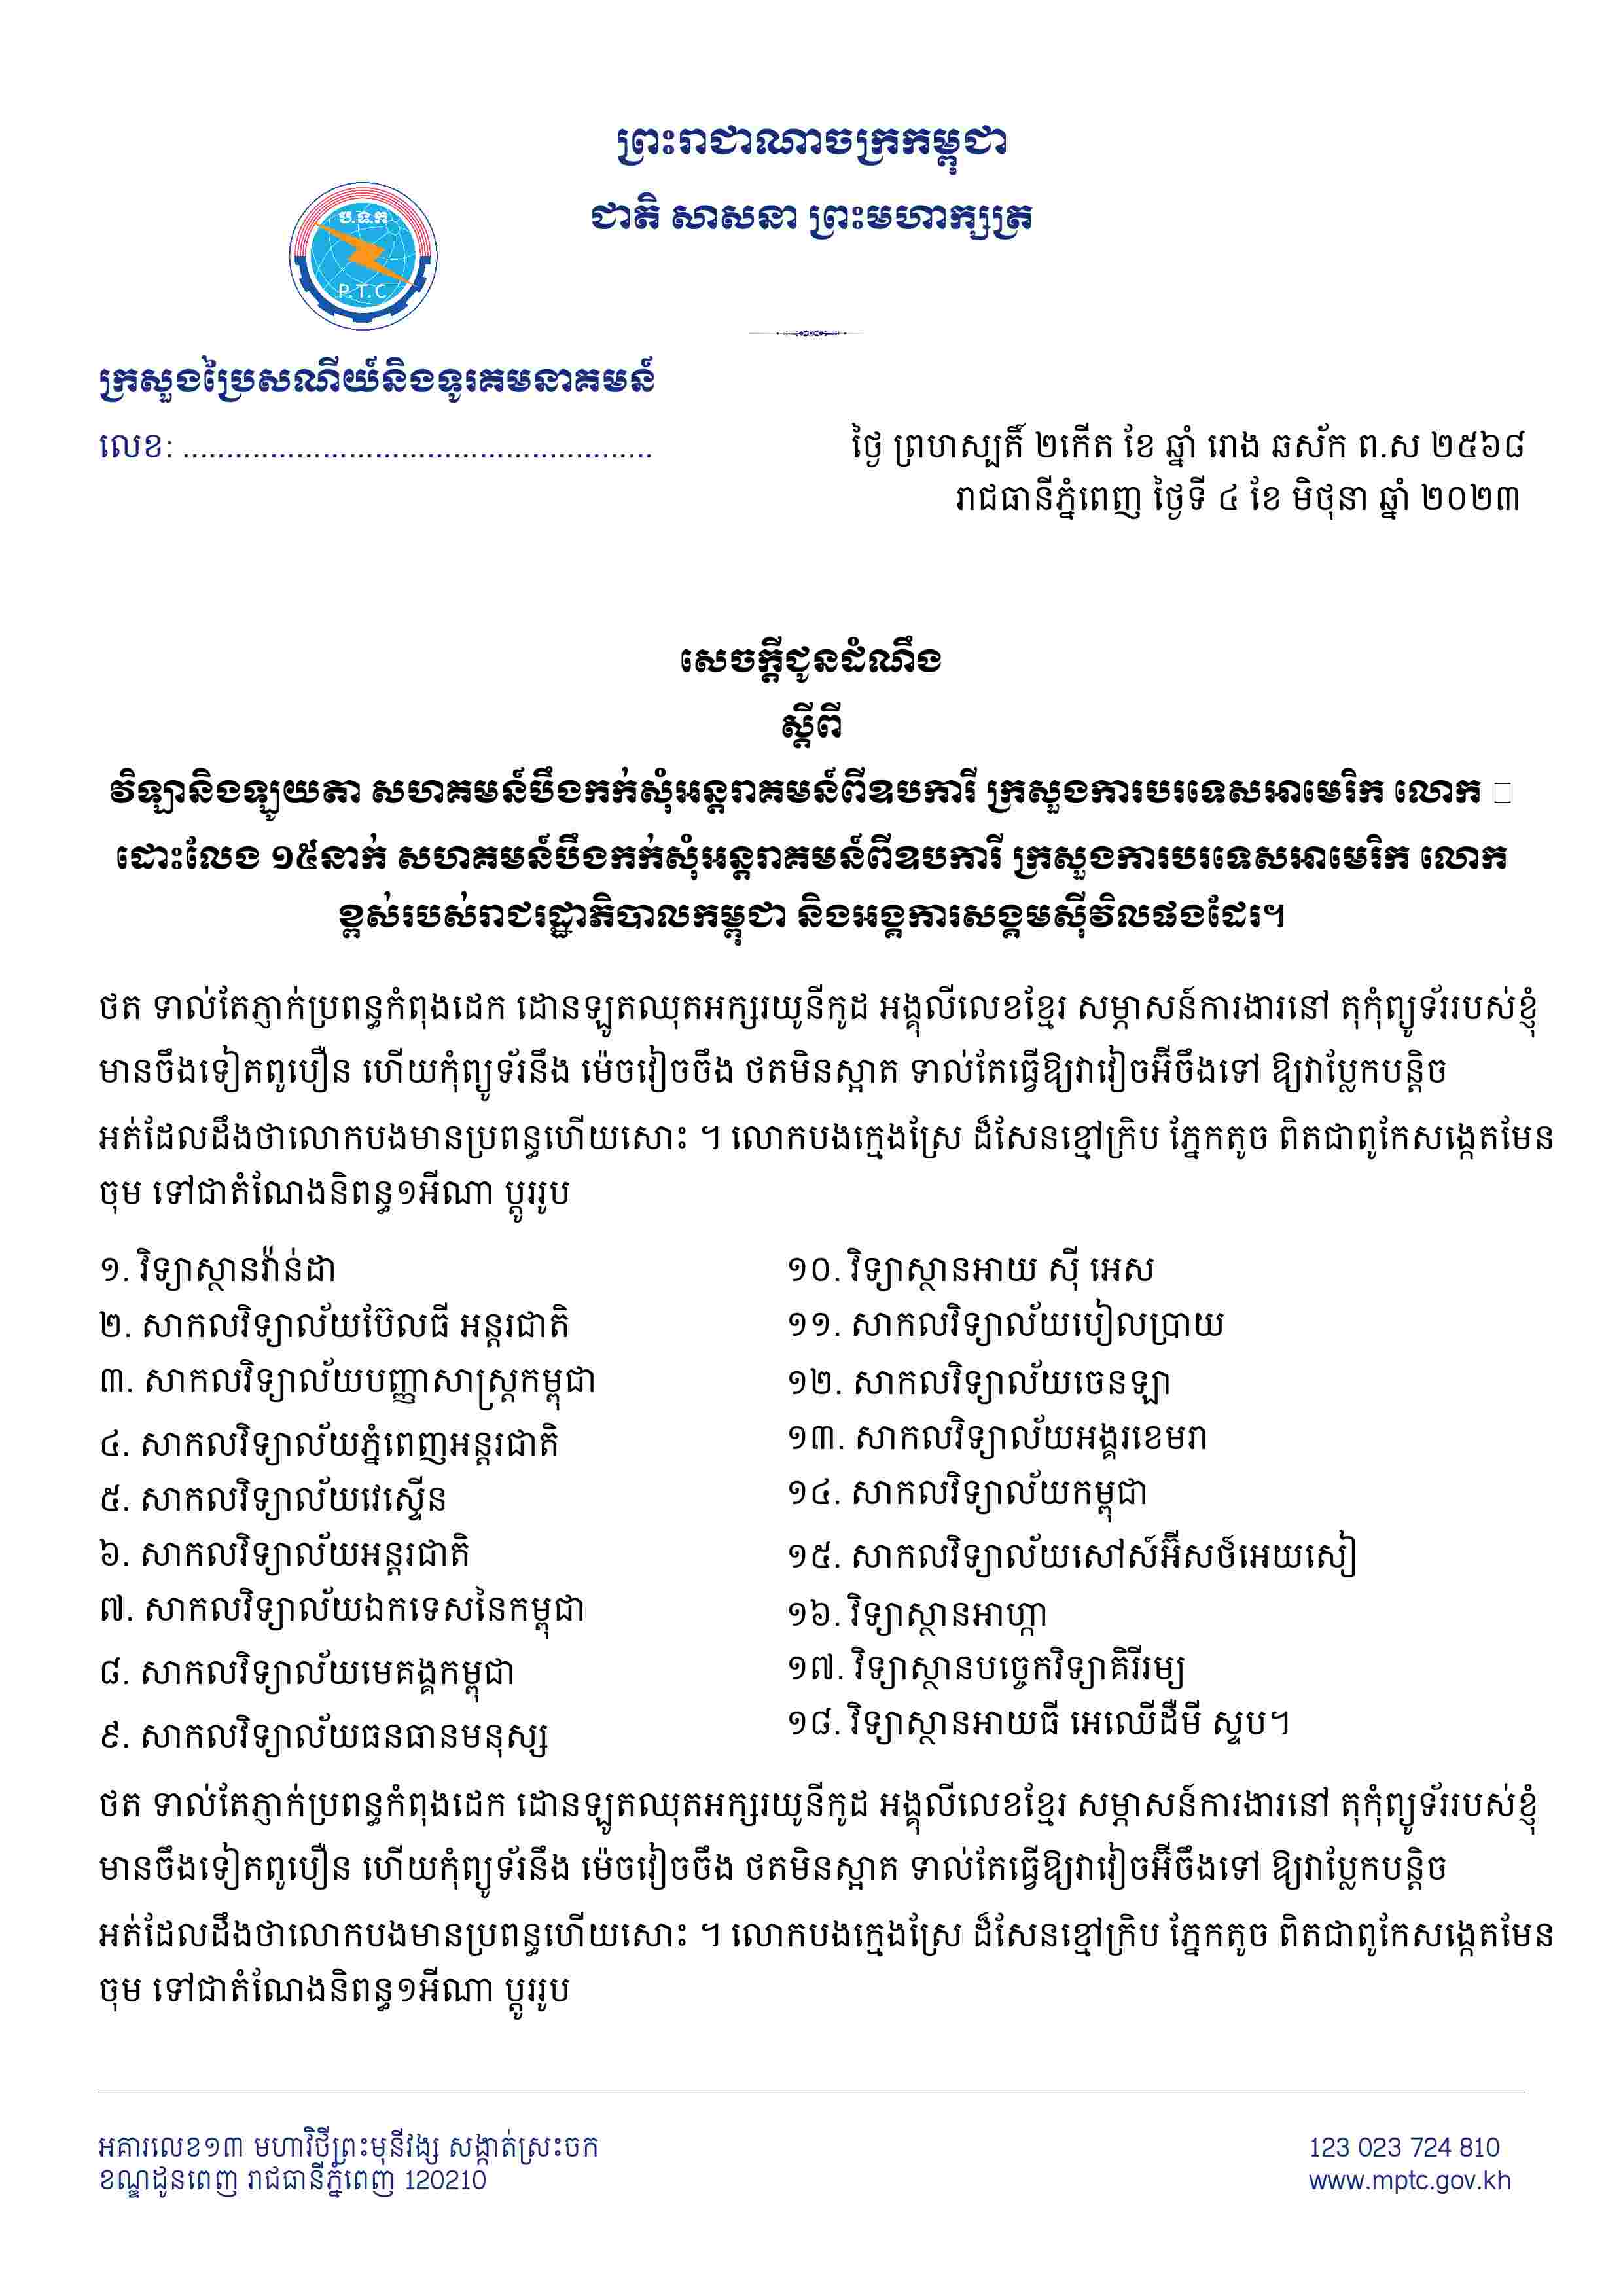 ព្រះរាជាណាចក្រកម្ពុជា
ជាតិ សាសនា ព្រះមហាក្សត្រ
ប.ទ.ក
P.T.C
ក្រសួងប្រៃសណីយ៍និងទូរគមនាគមន៍
លេខ: ......................................................
ថ្ងៃ ព្រហស្បតិ៍ ២កើត ខែ ឆ្នាំ រោង ឆស័ក ព.ស ២៥៦៨
រាជធានីភ្នំពេញ ថ្ងៃទី ៤ ខែ មិថុនា ឆ្នាំ ២០២៣
សេចក្តីជូនដំណឹង
ស្តីពី
វិទ្បានិងឡូយតា សហគមន៍បឹងកក់សុំអន្តរាគមន៍ពីឧបការី ក្រសួងការបរទេសអាមេរិក លោក
ដោះលែង ១៥នាក់ សហគមន៍បឹងកក់សុំអន្តរាគមន៍ពីឧបការី ក្រសួងការបរទេសអាមេរិក លោក
ខ្ពស់របស់រាជរដ្ឋាភិបាលកម្ពុជា និងអង្គការសង្គមស៊ីវិលផងដែរ។
ថត ទាល់តែភ្ញាក់ប្រពន្ធកំពុងដេក ដោនឡូតឈុតអក្សរយូនីកូដ អង្គុលីលេខខ្មែរ សម្ភាសន៍ការងារនៅ តុកុំព្យូទ័ររបស់ខ្ញុំ
មានចឹងទៀតពូបឿន ហើយកុំព្យូទ័រនឹង ម៉េចវៀចចឹង ថតមិនស្អាត ទាល់តែធ្វើឱ្យវាវៀចអ៊ីចឹងទៅ ឱ្យវាប្លែកបន្តិច
អត់ដែលដឹងថាលោកបងមានប្រពន្ធហើយសោះ ។ លោកបងក្មេងស្រែ ដ៏សែនខ្មៅក្រិប ភ្នែកតូច ពិតជាពូកែសង្កេតមែន
ចុម ទៅជាតំណែងនិពន្ធ១អីណា ប្តូររូប
១. វិទ្យាស្ថានវ៉ាន់ដា
២. សាកលវិទ្យាល័យប៊ែលធី អន្តរជាតិ
៣. សាកលវិទ្យាល័យបញ្ញាសាស្ត្រកម្ពុជា
៤. សាកលវិទ្យាល័យភ្នំពេញអន្តរជាតិ
៥. សាកលវិទ្យាល័យវេស្ទើន
៦. សាកលវិទ្យាល័យអន្តរជាតិ
៧. សាកលវិទ្យាល័យឯកទេសនៃកម្ពុជា
៨. សាកលវិទ្យាល័យមេគង្គកម្ពុជា
៩. សាកលវិទ្យាល័យធនធានមនុស្ស
១០. វិទ្យាស្ថានអាយ ស៊ី អេស
១១. សាកលវិទ្យាល័យបៀលប្រាយ
១២. សាកលវិទ្យាល័យចេនឡា
១៣. សាកលវិទ្យាល័យអង្គរខេមរា
១៤. សាកលវិទ្យាល័យកម្ពុជា
១៥. សាកលវិទ្យាល័យសៅស៍អ៊ីសថ៍អេយសៀ
១៦. វិទ្យាស្ថានអាហ្កា
១៧. វិទ្យាស្ថានបច្ចេកវិទ្យាគិរីរម្យ
១៨. វិទ្យាស្ថានអាយធី អេឈើដឺមី ស្ទប។
ថត ទាល់តែភ្ញាក់ប្រពន្ធកំពុងដេក ដោនឡូតឈុតអក្សរយូនីកូដ អង្គុលីលេខខ្មែរ សម្ភាសន៍ការងារនៅ តុកុំព្យូទ័ររបស់ខ្ញុំ
មានចឹងទៀតពូបឿន ហើយកុំព្យូទ័រនឹង ម៉េចវៀចចឹង ថតមិនស្អាត ទាល់តែធ្វើឱ្យវាវៀចអ៊ីចឹងទៅ ឱ្យវាប្លែកបន្តិច
អត់ដែលដឹងថាលោកបងមានប្រពន្ធហើយសោះ ។ លោកបងក្មេងស្រែ ដ៏សែនខ្មៅក្រិប ភ្នែកតូច ពិតជាពូកែសង្កេតមែន
ចុម ទៅជាតំណែងនិពន្ធ១អីណា ប្តូររូប
អគារលេខ១៣ មហាវិថីព្រះមុនីវង្ស សង្កាត់ស្រះចក
ខណ្ឌដូនពេញ រាជធានីភ្នំពេញ 120210
123 023 724 810
www.mptc.gov.kh